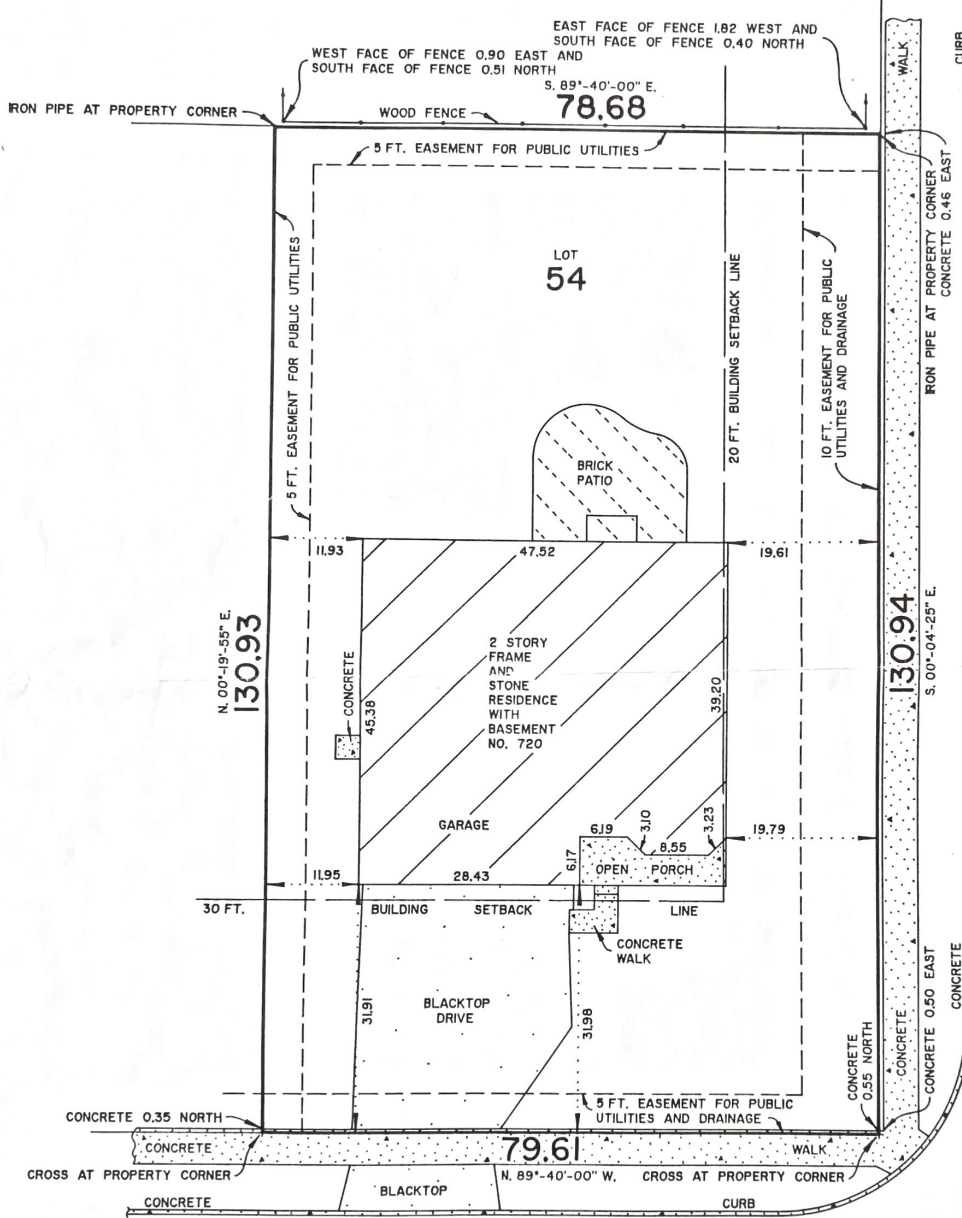 EAST FACE OF FENCE 1.82 WEST AND
SOUTH FACE OF FENCE 0.40 NORTH
WEST FACE OF FENCE 0.90 EAST AND
SOUTH FACE OF FENCE 0.51 NORTH
S. 89°-40'-00" E.
78.68
IRON PIPE AT PROPERTY CORNER
WOOD FENCE
WALK
CURB
5 FT. EASEMENT FOR PUBLIC UTILITIES
IRON PIPE AT PROPERTY CORNER
CONCRETE 0.46 EAST
5 FT. EASEMENT FOR PUBLIC UTILITIES
LOT
54
20 FT. BUILDING SETBACK LINE
10 FT. EASEMENT FOR PUBLIC
UTILITIES AND DRAINAGE
BRICK
PATIO
11.93
47.52
19.61
N. 00°-19'-55" E.
130.93
CONCRETE
45.38
2 STORY
FRAME
AND
STONE
RESIDENCE
WITH
BASEMENT
NO. 720
39.20
130.94
S. 00°-04'-25" E.
GARAGE
6.19
3.10
8.55
3.23
19.79
6.17
OPEN PORCH
11.95
28.43
30 FT.
BUILDING SETBACK LINE
CONCRETE
WALK
31.91
BLACKTOP
DRIVE
31.98
CONCRETE
0.55 NORTH
CONCRETE
CONCRETE 0.50 EAST
CONCRETE
5 FT. EASEMENT FOR PUBLIC
UTILITIES AND DRAINAGE
CONCRETE 0.35 NORTH
CONCRETE
79.61
WALK
CROSS AT PROPERTY CORNER
N. 89°-40'-00" W.
CROSS AT PROPERTY CORNER
BLACKTOP
CONCRETE
CURB